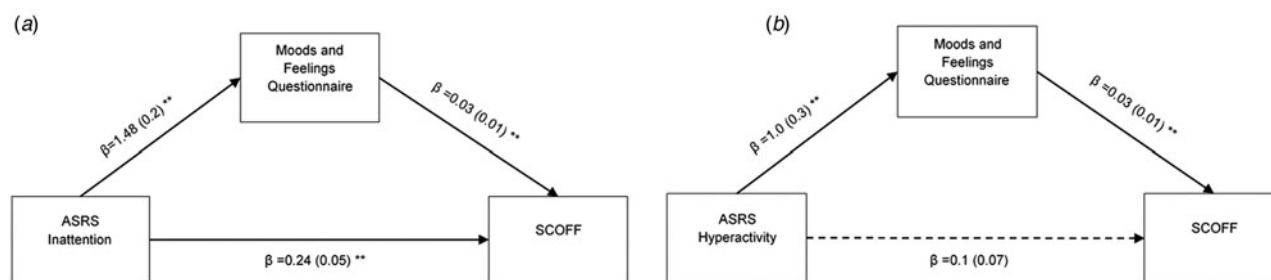 (a)
Moods and
Feelings
Questionnaire
β=1.48 (0.2) **
β =0.03 (0.01) **
ASRS
Inattention
SCOFF
β =0.24 (0.05) **
(b)
Moods and
Feelings
Questionnaire
β =1.0 (0.3) **
β =0.03 (0.01) **
ASRS
Hyperactivity
SCOFF
β =0.1 (0.07)